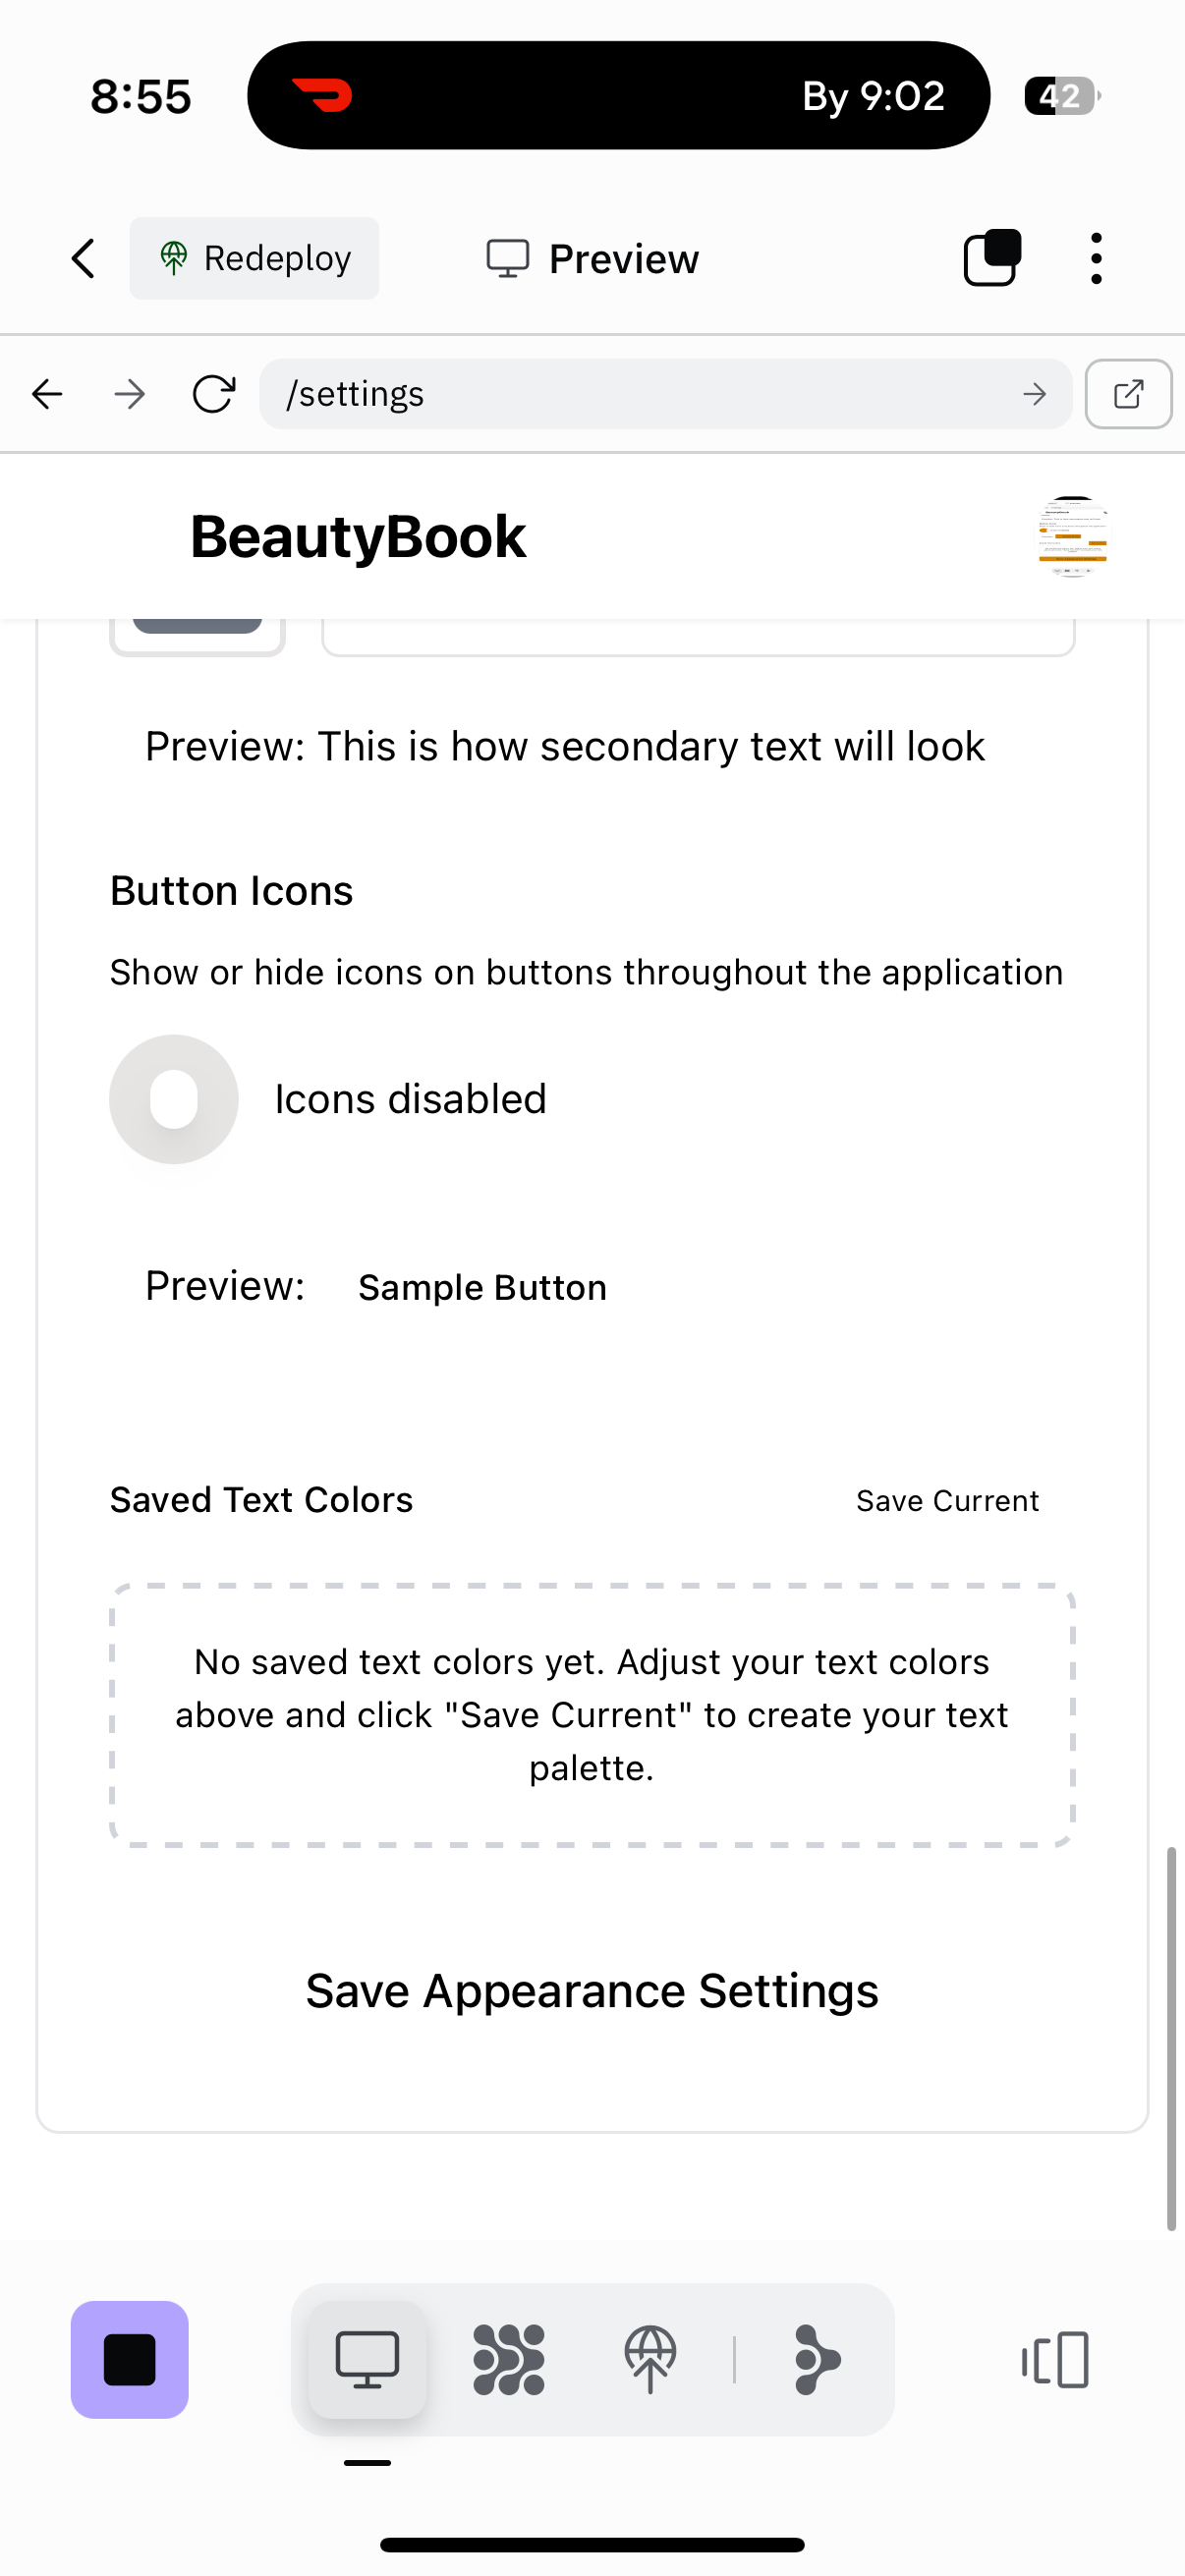 8:55
By 9:02
42
Redeploy
Preview
/settings
BeautyBook
Preview: This is how secondary text will look
Button Icons
Show or hide icons on buttons throughout the application
Icons disabled
Preview: Sample Button
Saved Text Colors
Save Current
No saved text colors yet. Adjust your text colors
above and click "Save Current" to create your text
palette.
Save Appearance Settings